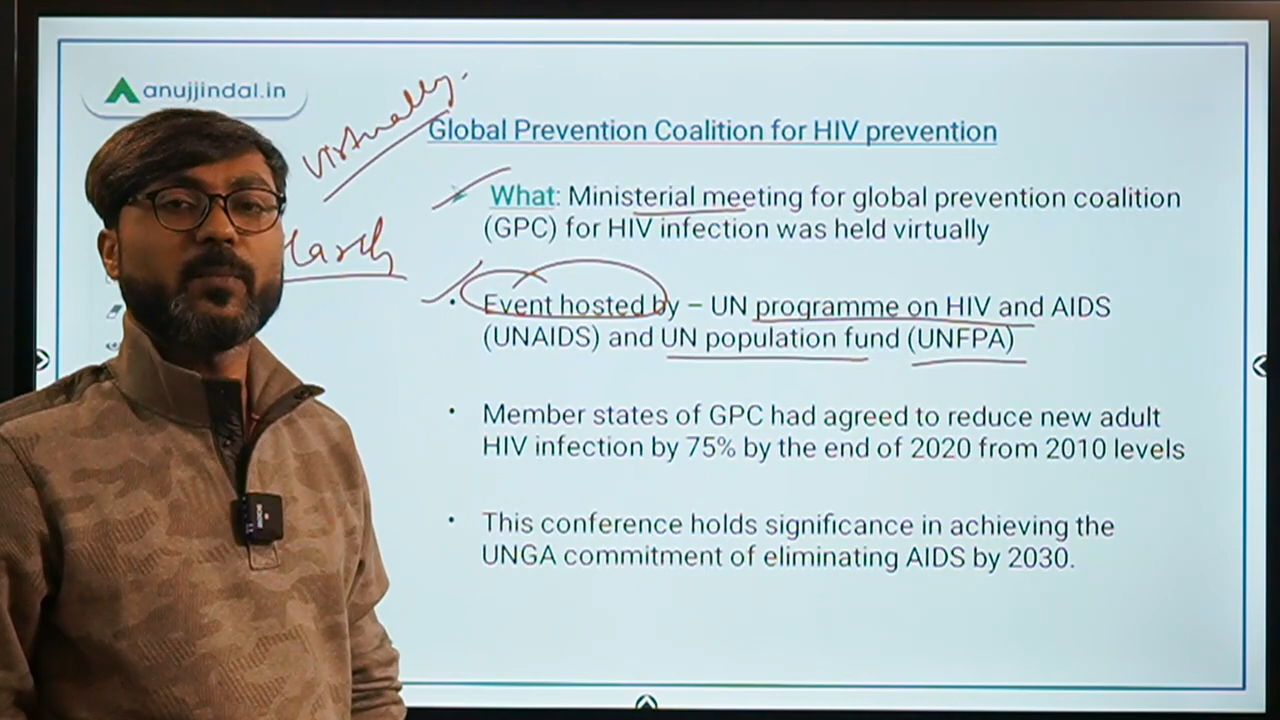 anujjindal.in
virtually.
Global Prevention Coalition for HIV prevention
What: Ministerial meeting for global prevention coalition
(GPC) for HIV infection was held virtually
• Event hosted by – UN programme on HIV and AIDS
(UNAIDS) and UN population fund (UNFPA)
• Member states of GPC had agreed to reduce new adult
HIV infection by 75% by the end of 2020 from 2010 levels
• This conference holds significance in achieving the
UNGA commitment of eliminating AIDS by 2030.